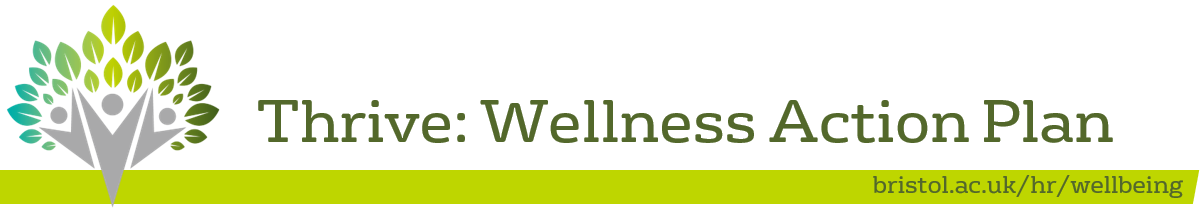 Thrive: Wellness Action Plan
bristol.ac.uk/hr/wellbeing